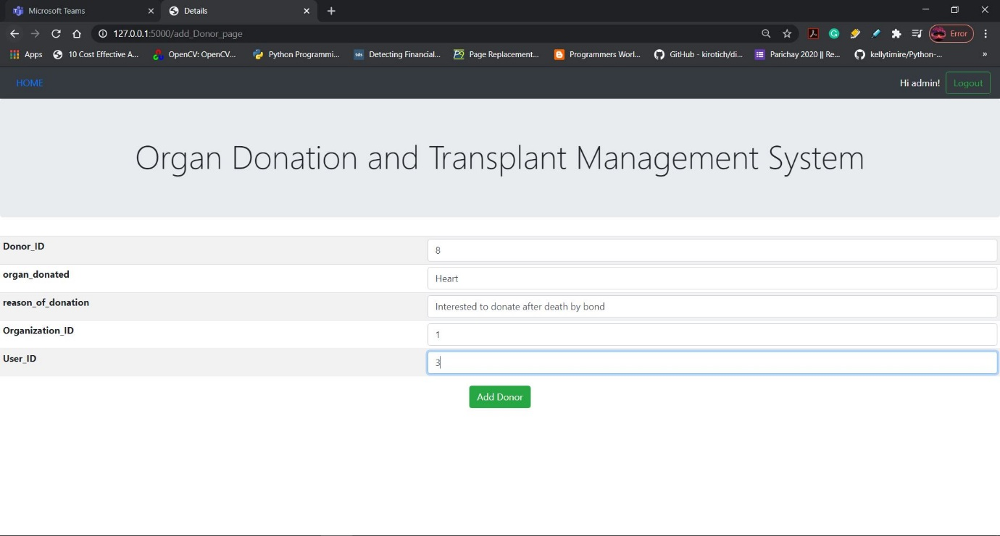 Microsoft Teams
Details
127.0.0.1:5000/add_Donor_page
Error
Apps
10 Cost Effective A...
OpenCV: OpenCV...
Python Programmi...
Detecting Financial...
Page Replacement...
Programmers Worl...
GitHub - kirotich/di...
Parichay 2020 || Re...
kellytimire/Python-...
»
HOME
Hi admin!
Logout
Organ Donation and Transplant Management System
Donor_ID
8
organ_donated
Heart
reason_of_donation
Interested to donate after death by bond
Organization_ID
1
User_ID
3
Add Donor